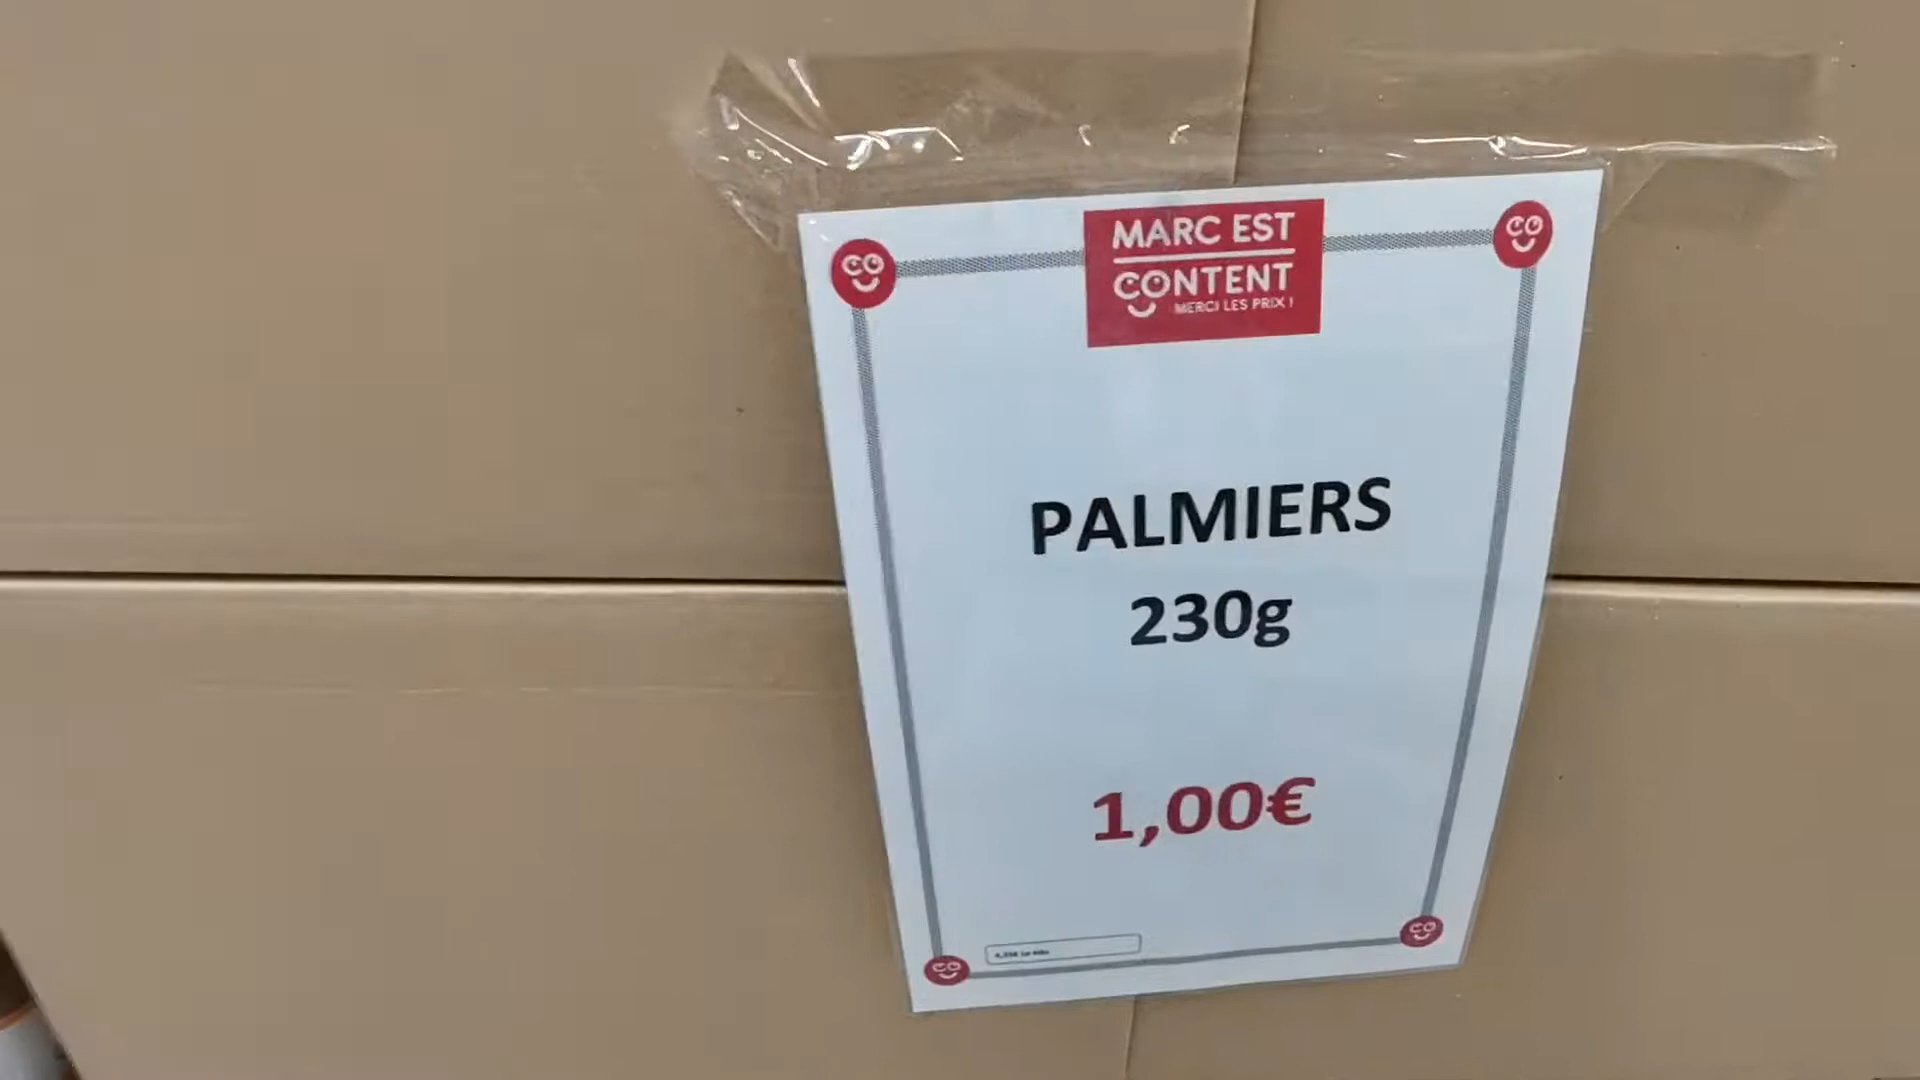 MARC EST
CONTENT
MERCI LES PRIX !
PALMIERS
230g
1,00€